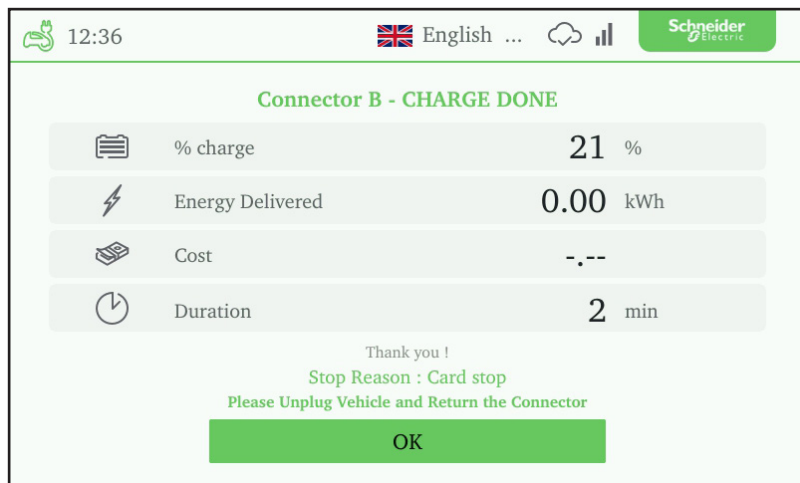 12:36 English ... Schneider
Electric
Connector B - CHARGE DONE
% charge 21 %
Energy Delivered 0.00 kWh
Cost -.--
Duration 2 min
Thank you !
Stop Reason : Card stop
Please Unplug Vehicle and Return the Connector
OK